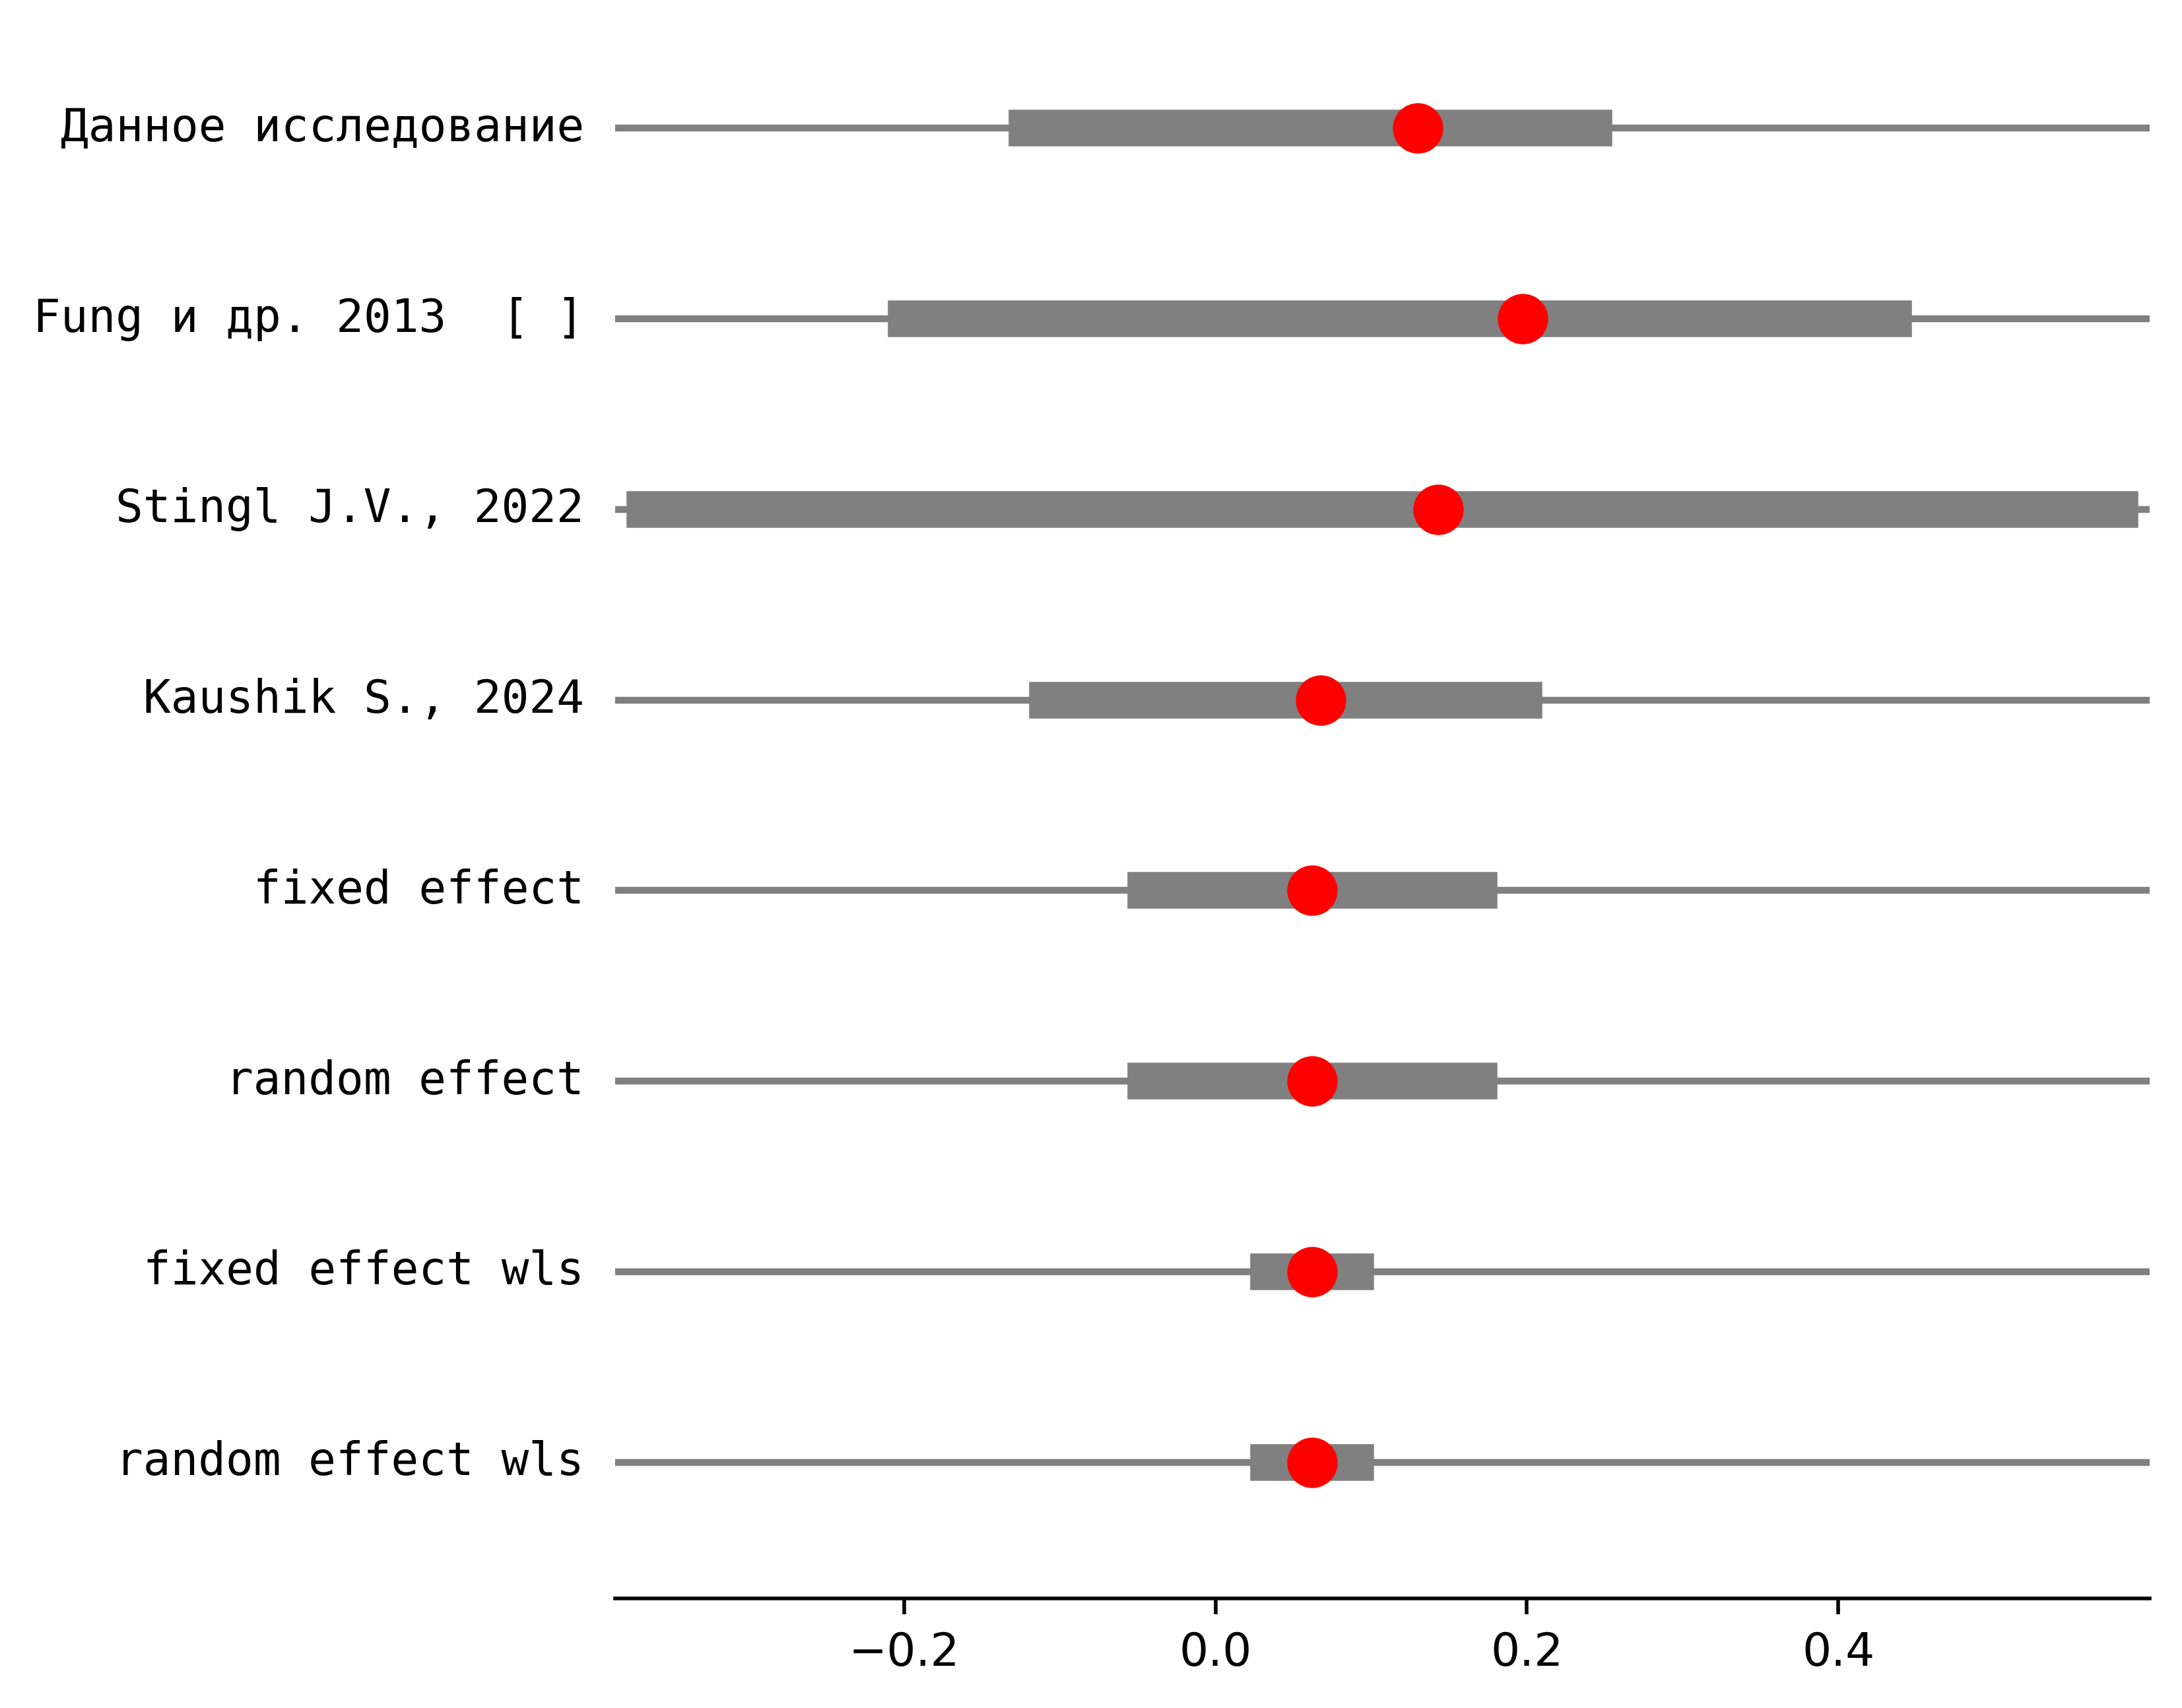 Данное исследование
Fung и др. 2013  [ ]
Stingl J.V., 2022
Kaushik S., 2024
fixed effect
random effect
fixed effect wls
random effect wls
−0.2 0.0 0.2 0.4